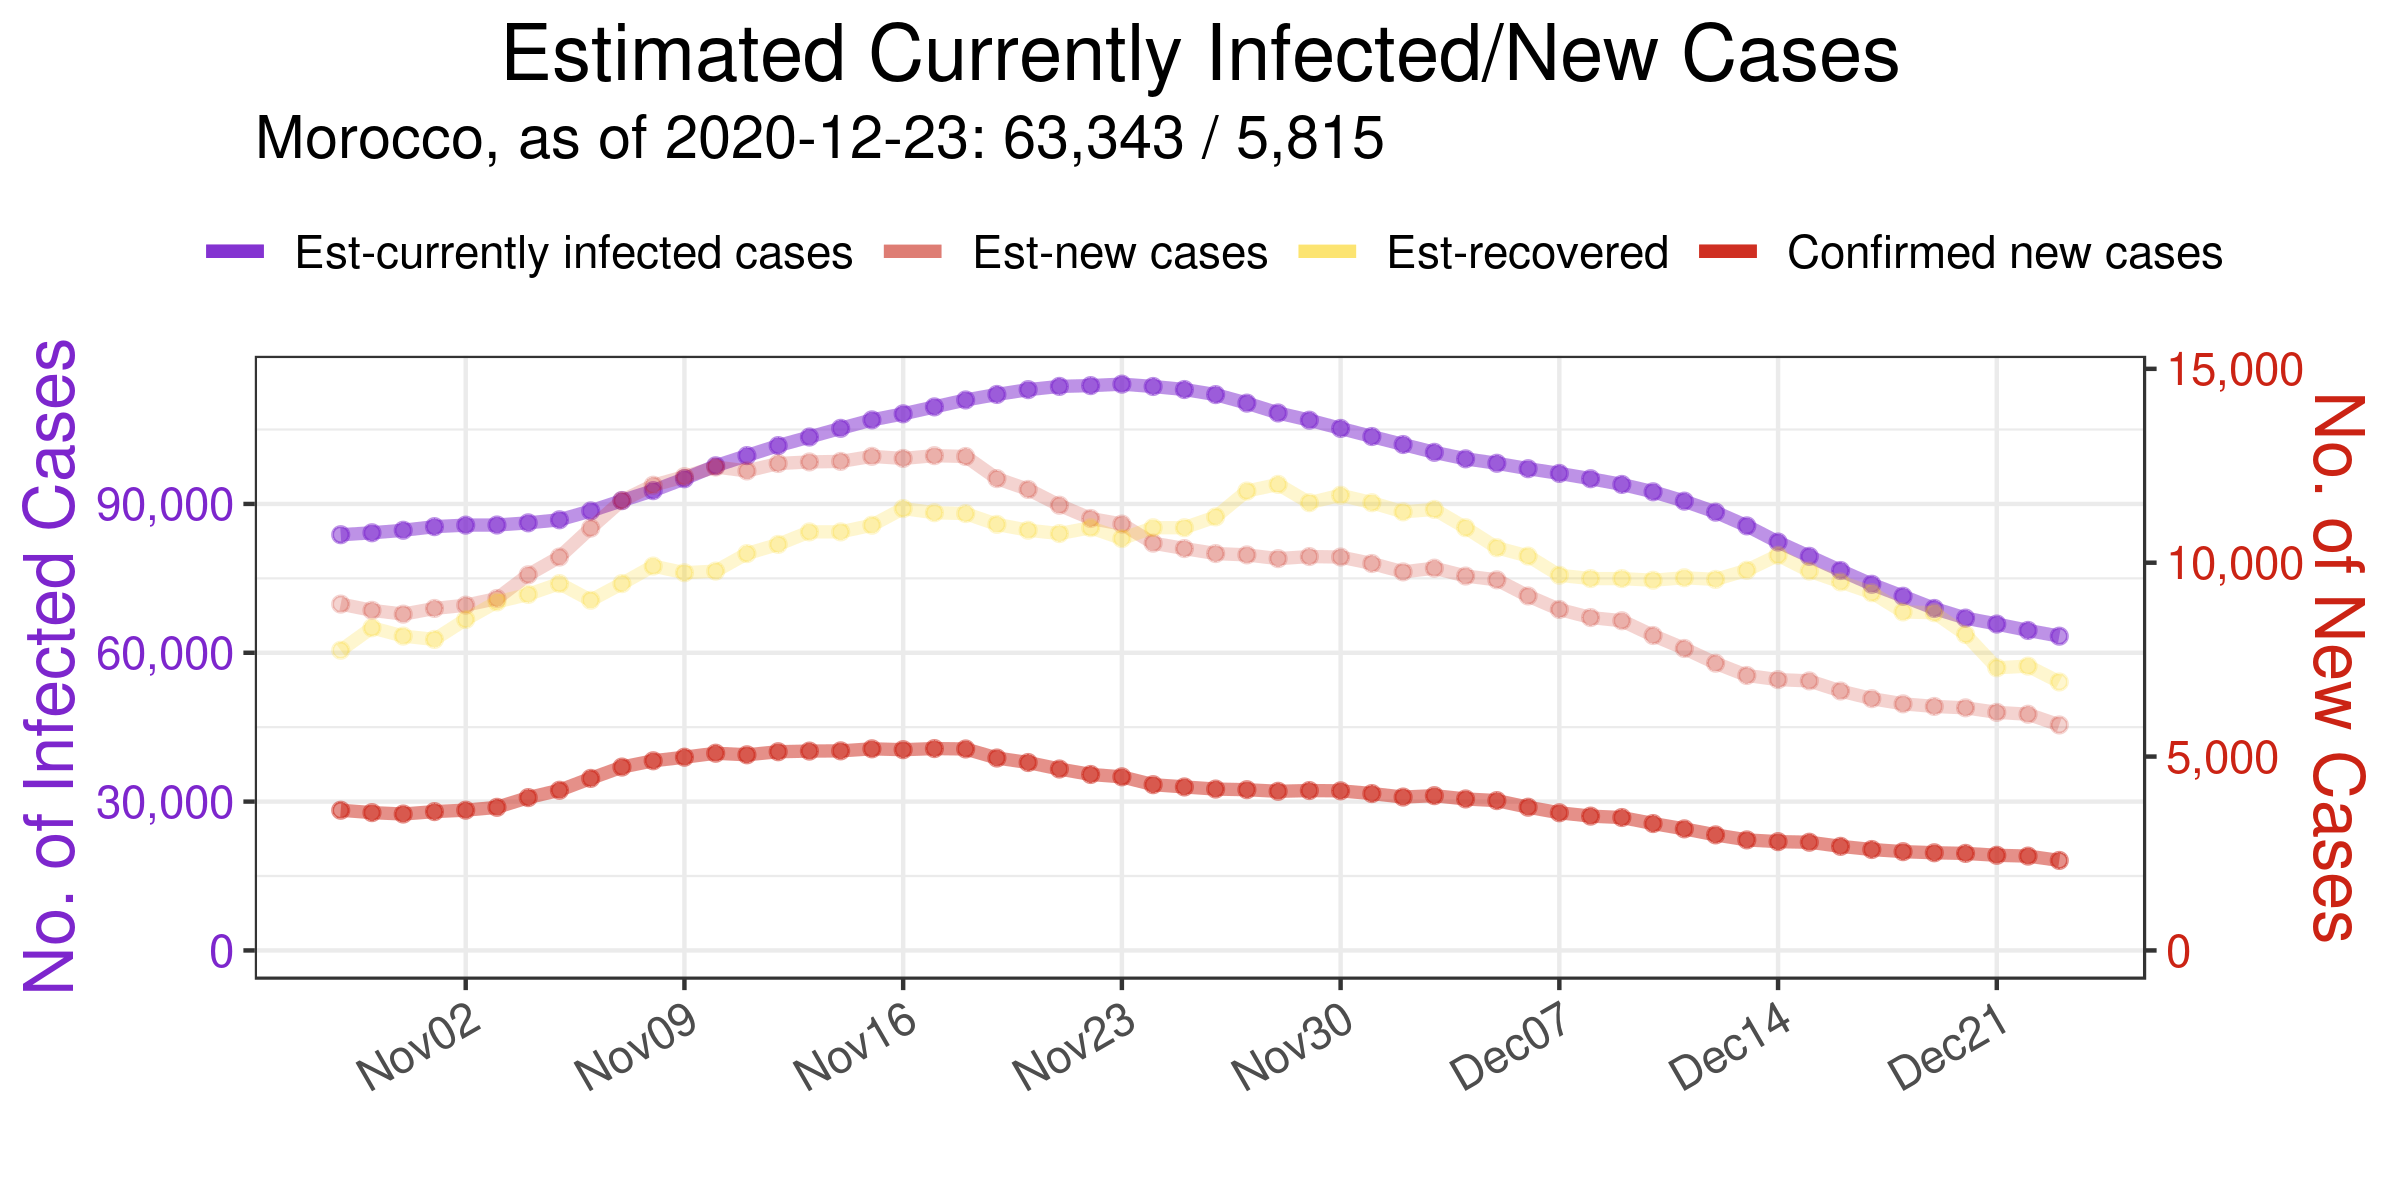 Estimated Currently Infected/New Cases
Morocco, as of 2020-12-23: 63,343 / 5,815
Est-currently infected cases Est-new cases Est-recovered Confirmed new cases
No. of Infected Cases
90,000
60,000
30,000
0
15,000
10,000
5,000
0
No. of New Cases
Nov02 Nov09 Nov16 Nov23 Nov30 Dec07 Dec14 Dec21